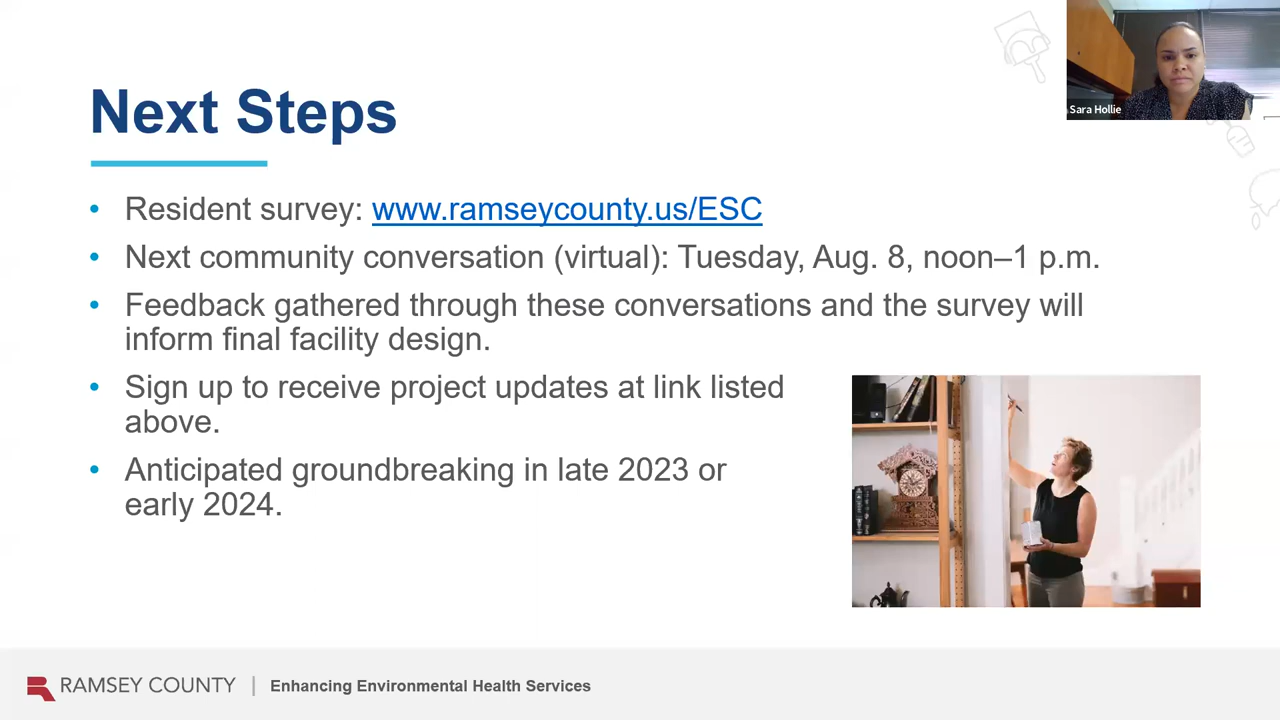 Sara Hollie
Next Steps
• Resident survey: www.ramseycounty.us/ESC
• Next community conversation (virtual): Tuesday, Aug. 8, noon–1 p.m.
• Feedback gathered through these conversations and the survey will
inform final facility design.
• Sign up to receive project updates at link listed
above.
• Anticipated groundbreaking in late 2023 or
early 2024.
RAMSEY COUNTY | Enhancing Environmental Health Services